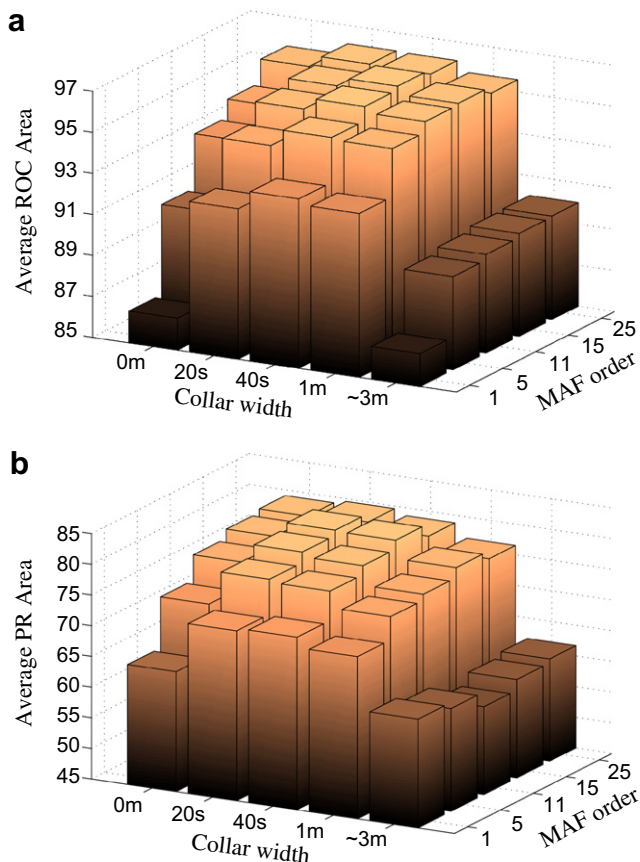 a
Average ROC Area
97
95
93
91
89
87
85
0m
20s
40s
1m
~3m
Collar width
1
5
11
15
25
MAF order
b
Average PR Area
85
80
75
70
65
60
55
50
45
0m
20s
40s
1m
~3m
Collar width
1
5
11
15
25
MAF order